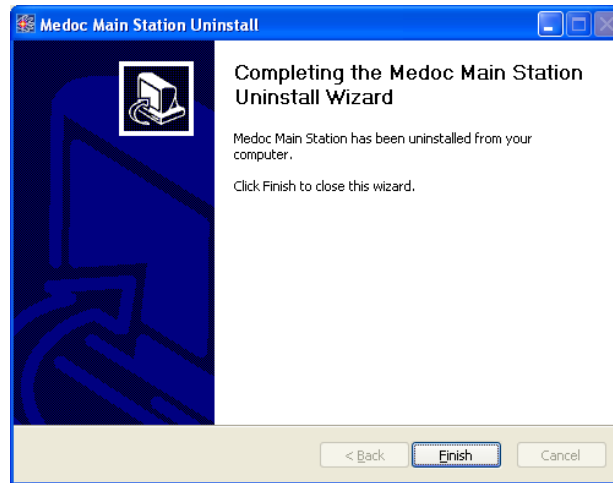 Medoc Main Station Uninstall
Completing the Medoc Main Station
Uninstall Wizard
Medoc Main Station has been uninstalled from your
computer.
Click Finish to close this wizard.
< Back
Finish
Cancel